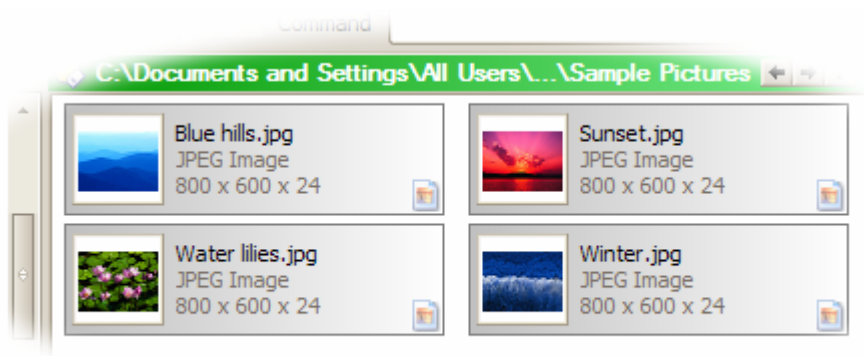 Command
C:\Documents and Settings\All Users\...\Sample Pictures
Blue hills.jpg
JPEG Image
800 x 600 x 24
Sunset.jpg
JPEG Image
800 x 600 x 24
Water lilies.jpg
JPEG Image
800 x 600 x 24
Winter.jpg
JPEG Image
800 x 600 x 24